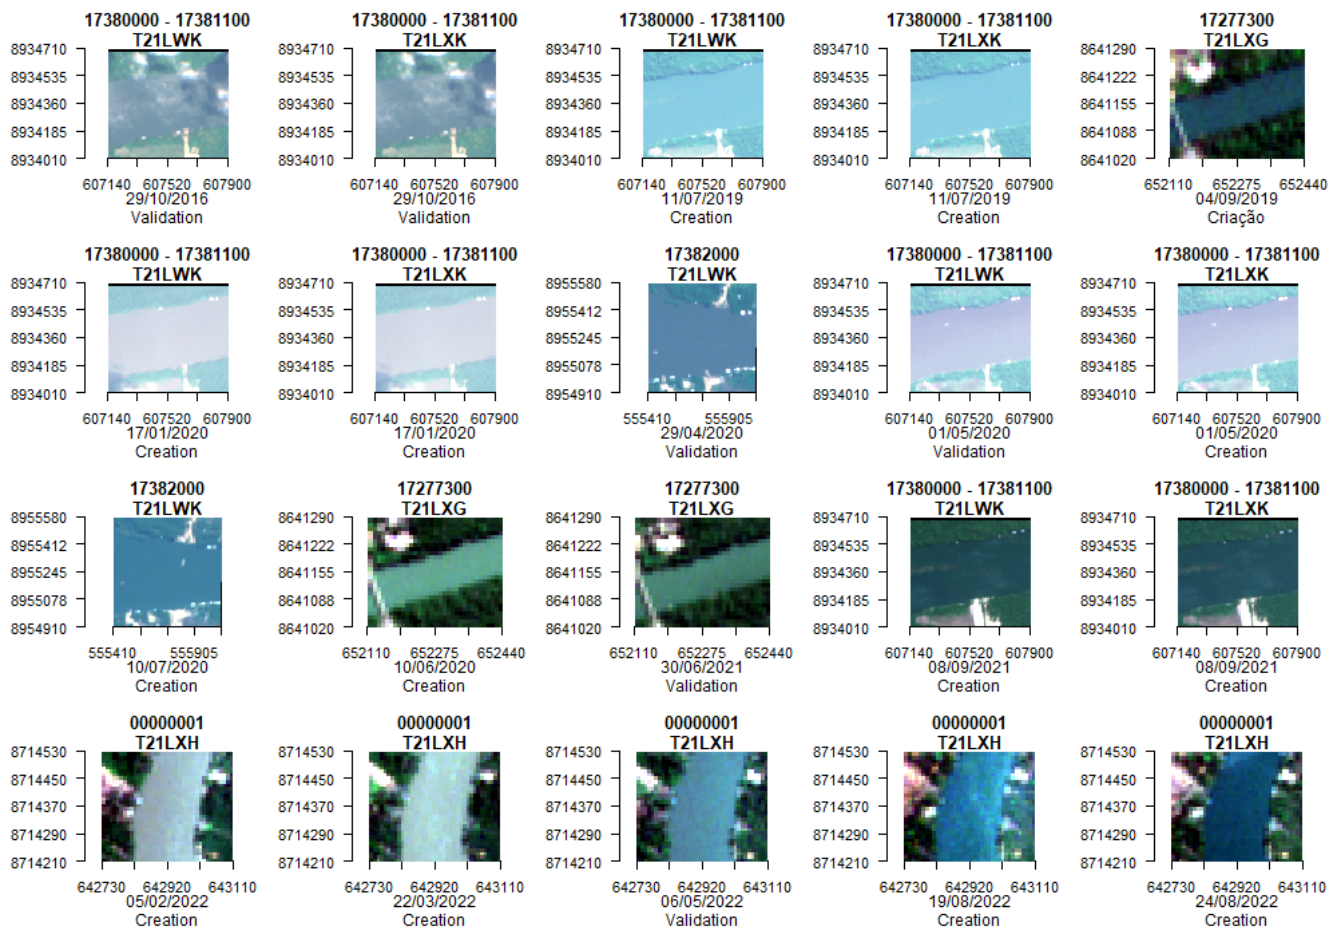 17380000 - 17381100
T21LWK
8934710
8934535
8934360
8934185
8934010
607140 607520 607900
29/10/2016
Validation
17380000 - 17381100
T21LXK
8934710
8934535
8934360
8934185
8934010
607140 607520 607900
29/10/2016
Validation
17380000 - 17381100
T21LWK
8934710
8934535
8934360
8934185
8934010
607140 607520 607900
11/07/2019
Creation
17380000 - 17381100
T21LXK
8934710
8934535
8934360
8934185
8934010
607140 607520 607900
11/07/2019
Creation
17277300
T21LXG
8641290
8641222
8641155
8641088
8641020
652110 652275 652440
04/09/2019
Criação
17380000 - 17381100
T21LWK
8934710
8934535
8934360
8934185
8934010
607140 607520 607900
17/01/2020
Creation
17380000 - 17381100
T21LXK
8934710
8934535
8934360
8934185
8934010
607140 607520 607900
17/01/2020
Creation
17382000
T21LWK
8955580
8955412
8955245
8955078
8954910
555410 555905
29/04/2020
Validation
17380000 - 17381100
T21LWK
8934710
8934535
8934360
8934185
8934010
607140 607520 607900
01/05/2020
Validation
17380000 - 17381100
T21LXK
8934710
8934535
8934360
8934185
8934010
607140 607520 607900
01/05/2020
Creation
17382000
T21LWK
8955580
8955412
8955245
8955078
8954910
555410 555905
10/07/2020
Creation
17277300
T21LXG
8641290
8641222
8641155
8641088
8641020
652110 652275 652440
10/06/2020
Creation
17277300
T21LXG
8641290
8641222
8641155
8641088
8641020
652110 652275 652440
30/06/2021
Validation
17380000 - 17381100
T21LWK
8934710
8934535
8934360
8934185
8934010
607140 607520 607900
08/09/2021
Creation
17380000 - 17381100
T21LXK
8934710
8934535
8934360
8934185
8934010
607140 607520 607900
08/09/2021
Creation
00000001
T21LXH
8714530
8714450
8714370
8714290
8714210
642730 642920 643110
05/02/2022
Creation
00000001
T21LXH
8714530
8714450
8714370
8714290
8714210
642730 642920 643110
22/03/2022
Creation
00000001
T21LXH
8714530
8714450
8714370
8714290
8714210
642730 642920 643110
06/05/2022
Validation
00000001
T21LXH
8714530
8714450
8714370
8714290
8714210
642730 642920 643110
19/08/2022
Creation
00000001
T21LXH
8714530
8714450
8714370
8714290
8714210
642730 642920 643110
24/08/2022
Creation